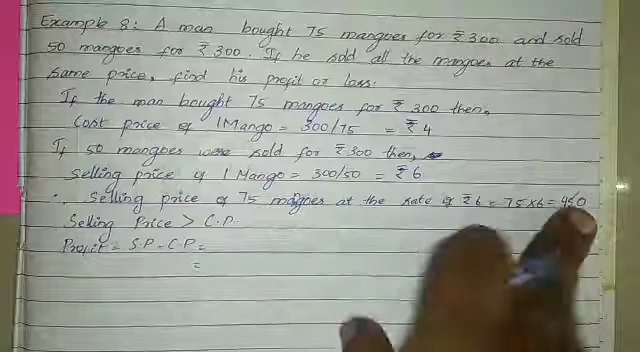 Example 8: A man bought 75 mangoes for ₹300 and sold
50 mangoes for ₹300. If he sold all the mangoes at the
same price, find his profit or loss.
If the man bought 75 mangoes for ₹ 300 then,
Cost price of 1 Mango = 300/75 = ₹4
If 50 mangoes were sold for ₹300 then,
Selling price of 1 Mango = 300/50 = ₹6
∴ Selling price of 75 mangoes at the rate of ₹6 = 75×6 = 450
Selling Price > C.P.
Profit = S.P - C.P =
=